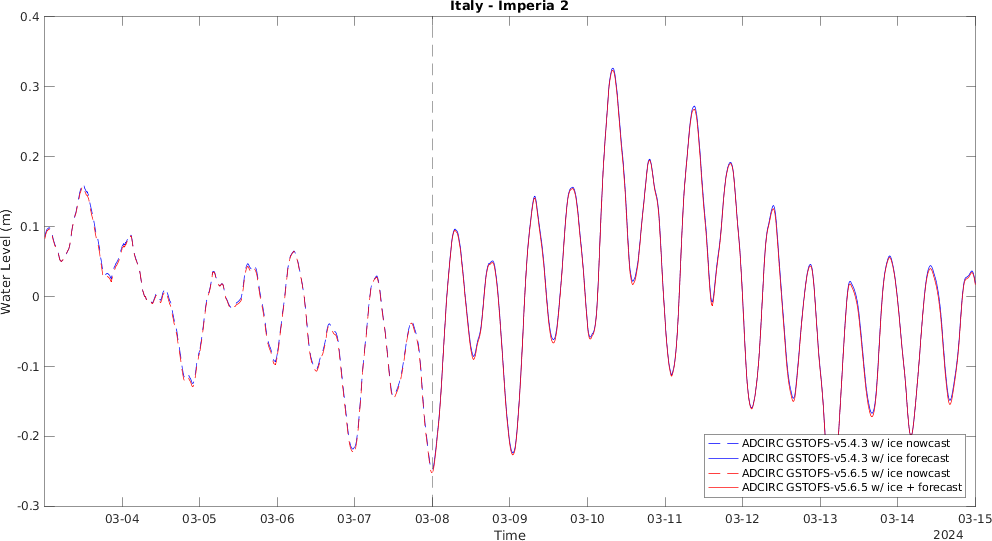 Italy - Imperia 2
Water Level (m)
0.4
0.3
0.2
0.1
0
-0.1
-0.2
-0.3
ADCIRC GSTOFS-v5.4.3 w/ ice nowcast
ADCIRC GSTOFS-v5.4.3 w/ ice forecast
ADCIRC GSTOFS-v5.6.5 w/ ice nowcast
ADCIRC GSTOFS-v5.6.5 w/ ice + forecast
03-04 03-05 03-06 03-07 03-08 03-09 03-10 03-11 03-12 03-13 03-14 03-15
Time
2024